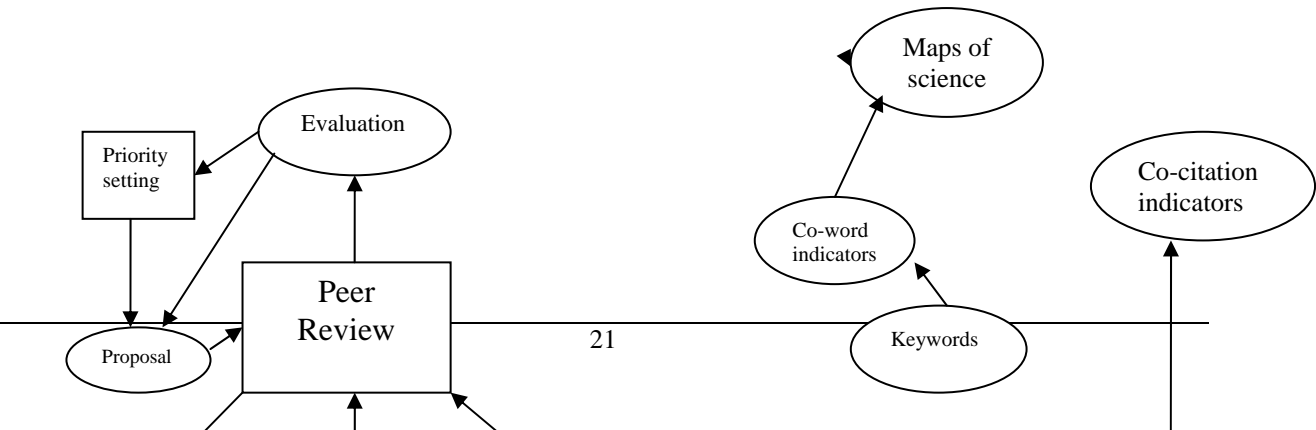 Maps of
science
Evaluation
Priority
setting
Co-citation
indicators
Co-word
indicators
Peer
Review
21
Keywords
Proposal